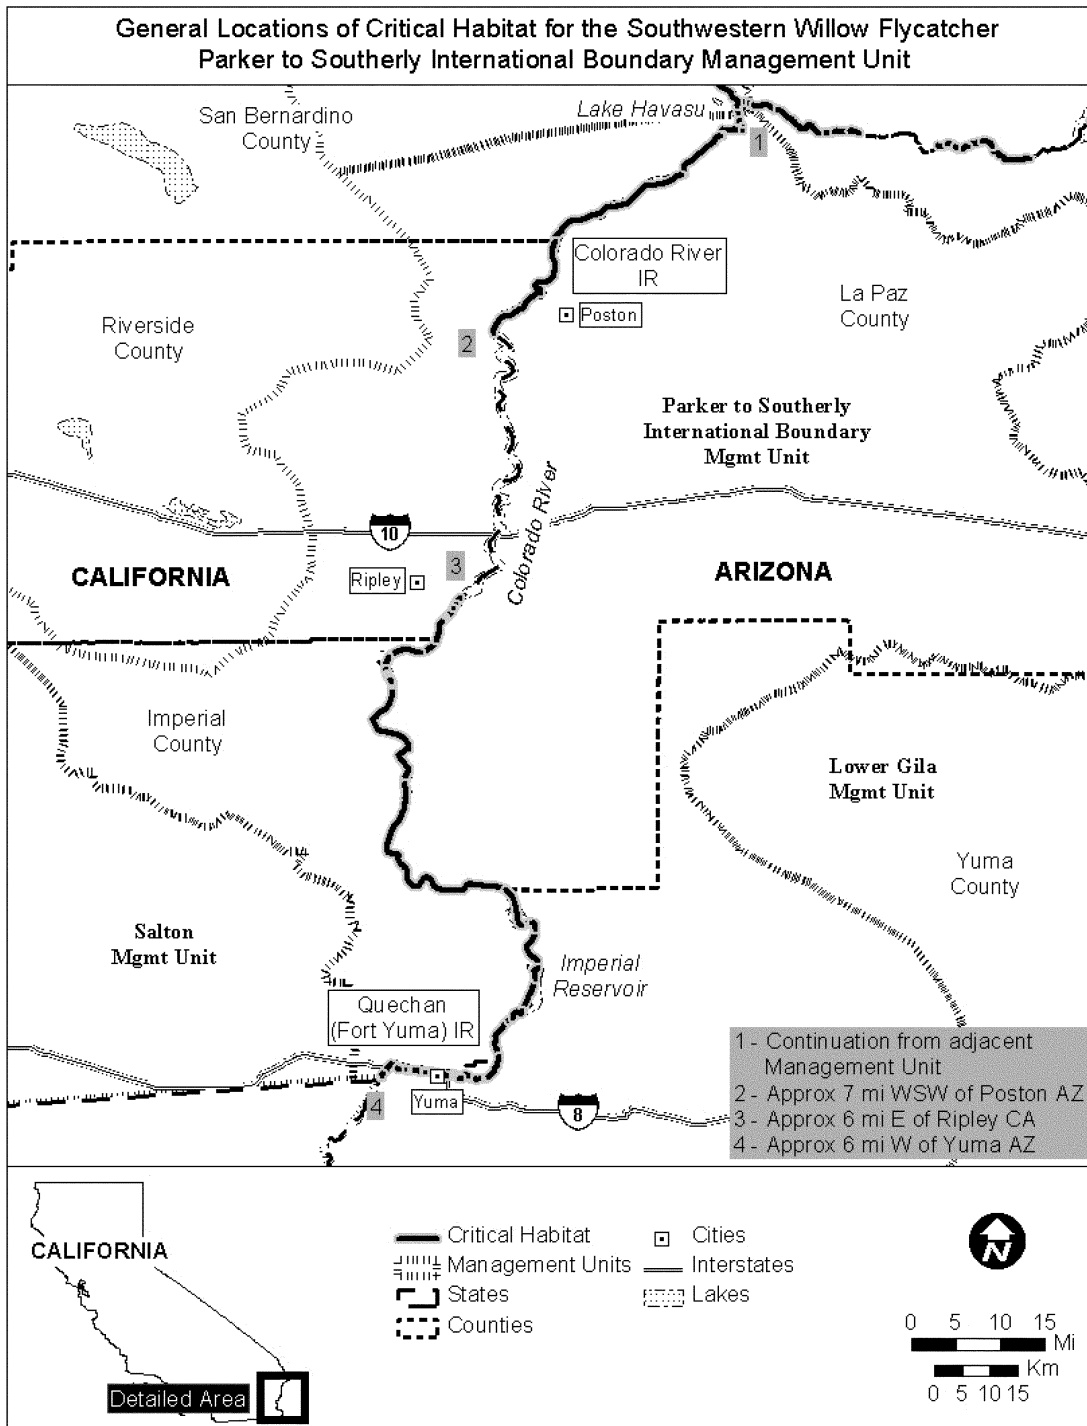 General Locations of Critical Habitat for the Southwestern Willow Flycatcher
Parker to Southerly International Boundary Management Unit
San Bernardino
County
Lake Havasu
1
Colorado River
IR
Poston
La Paz
County
Riverside
County
2
Parker to Southerly
International Boundary
Mgmt Unit
Colorado River
10
3
Ripley
CALIFORNIA
ARIZONA
Imperial
County
Lower Gila
Mgmt Unit
Yuma
County
Salton
Mgmt Unit
Imperial
Reservoir
Quechan
(Fort Yuma) IR
4
Yuma
8
1 - Continuation from adjacent
Management Unit
2 - Approx 7 mi WSW of Poston AZ
3 - Approx 6 mi E of Ripley CA
4 - Approx 6 mi W of Yuma AZ
CALIFORNIA
Detailed Area
Critical Habitat
Management Units
States
Counties
Cities
Interstates
Lakes
N
0 5 10 15
Mi
Km
0 5 10 15